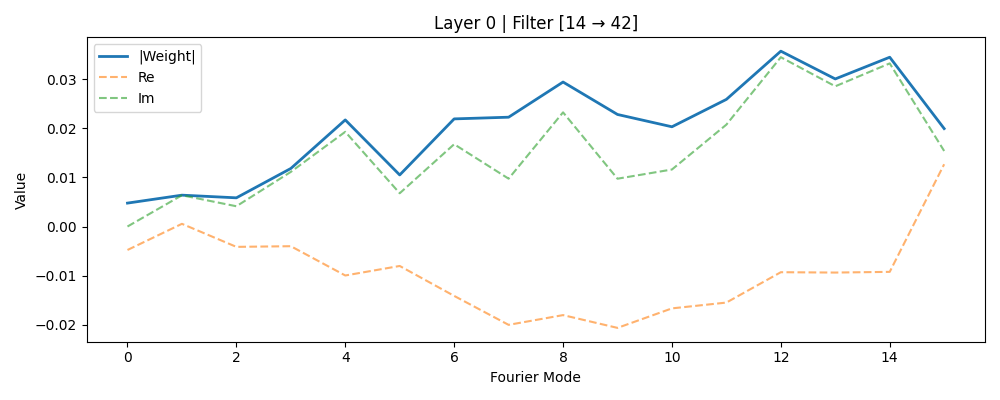 Layer 0 | Filter [14 → 42]
|Weight|
Re
Im
Value
0.03
0.02
0.01
0.00
−0.01
−0.02
0 2 4 6 8 10 12 14
Fourier Mode